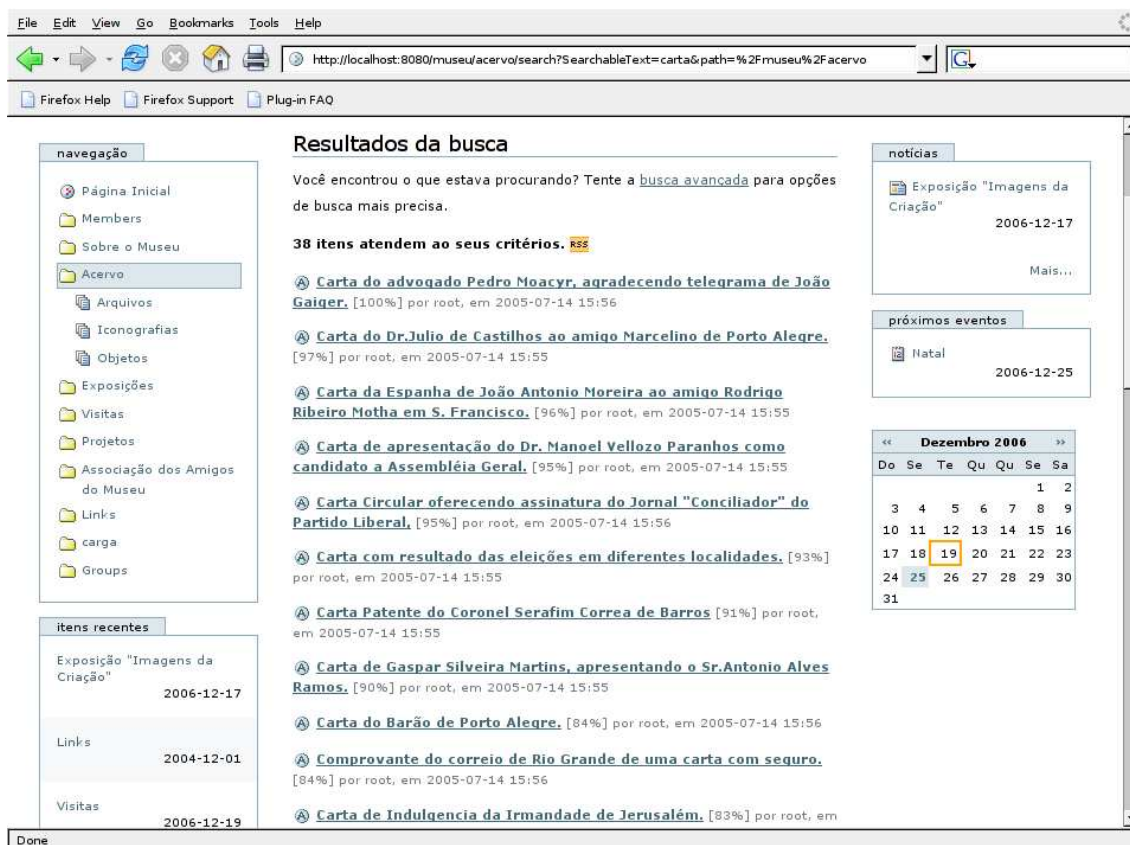 File Edit View Go Bookmarks Tools Help
http://localhost:8080/museu/acervo/search?SearchableText=carta&path=%2Fmuseu%2Facervo
G
Firefox Help Firefox Support Plug-in FAQ
navegação
Página Inicial
Members
Sobre o Museu
Acervo
Arquivos
Iconografias
Objetos
Exposições
Visitas
Projetos
Associação dos Amigos
do Museu
Links
carga
Groups
itens recentes
Exposição "Imagens da
Criação"
2006-12-17
Links
2004-12-01
Visitas
2006-12-19
Resultados da busca
Você encontrou o que estava procurando? Tente a busca avançada para opções
de busca mais precisa.
38 itens atendem ao seus critérios. RSS
Carta do advogado Pedro Moacyr, agradecendo telegrama de João
Gaiger. [100%] por root, em 2005-07-14 15:56
Carta do Dr.Julio de Castilhos ao amigo Marcelino de Porto Alegre.
[97%] por root, em 2005-07-14 15:55
Carta da Espanha de João Antonio Moreira ao amigo Rodrigo
Ribeiro Motha em S. Francisco. [96%] por root, em 2005-07-14 15:55
Carta de apresentação do Dr. Manoel Vellozo Paranhos como
candidato a Assembléia Geral. [95%] por root, em 2005-07-14 15:55
Carta Circular oferecendo assinatura do Jornal "Conciliador" do
Partido Liberal, [95%] por root, em 2005-07-14 15:56
Carta com resultado das eleições em diferentes localidades. [93%]
por root, em 2005-07-14 15:55
Carta Patente do Coronel Serafim Correa de Barros [91%] por root,
em 2005-07-14 15:55
Carta de Gaspar Silveira Martins, apresentando o Sr.Antonio Alves
Ramos. [90%] por root, em 2005-07-14 15:55
Carta do Barão de Porto Alegre. [84%] por root, em 2005-07-14 15:56
Comprovante do correio de Rio Grande de uma carta com seguro.
[84%] por root, em 2005-07-14 15:56
Carta de Indulgencia da Irmandade de Jerusalém. [83%] por root, em
notícias
Exposição "Imagens da
Criação"
2006-12-17
Mais...
próximos eventos
Natal
2006-12-25
‹‹ Dezembro 2006 ››
Do Se Te Qu Qu Se Sa
1 2
3 4 5 6 7 8 9
10 11 12 13 14 15 16
17 18 19 20 21 22 23
24 25 26 27 28 29 30
31
Done